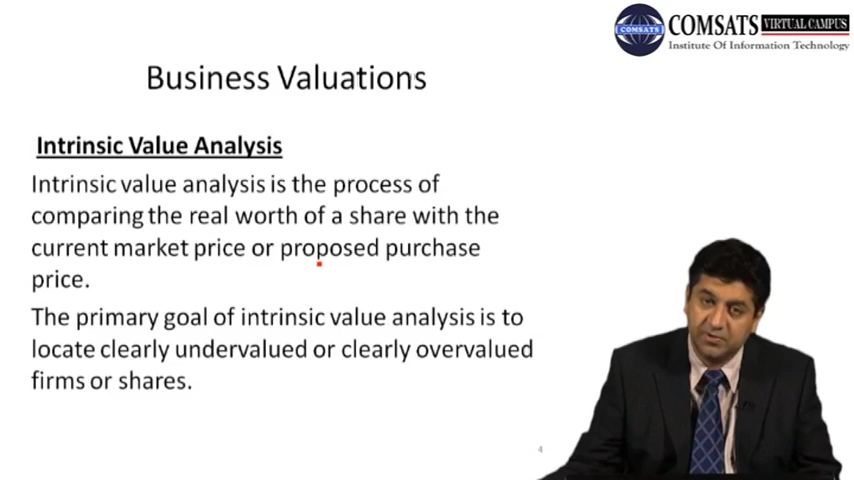 COMSATS VIRTUAL CAMPUS
COMSATS
Institute Of Information Technology
Business Valuations
Intrinsic Value Analysis
Intrinsic value analysis is the process of
comparing the real worth of a share with the
current market price or proposed purchase
price.
The primary goal of intrinsic value analysis is to
locate clearly undervalued or clearly overvalued
firms or shares.
4